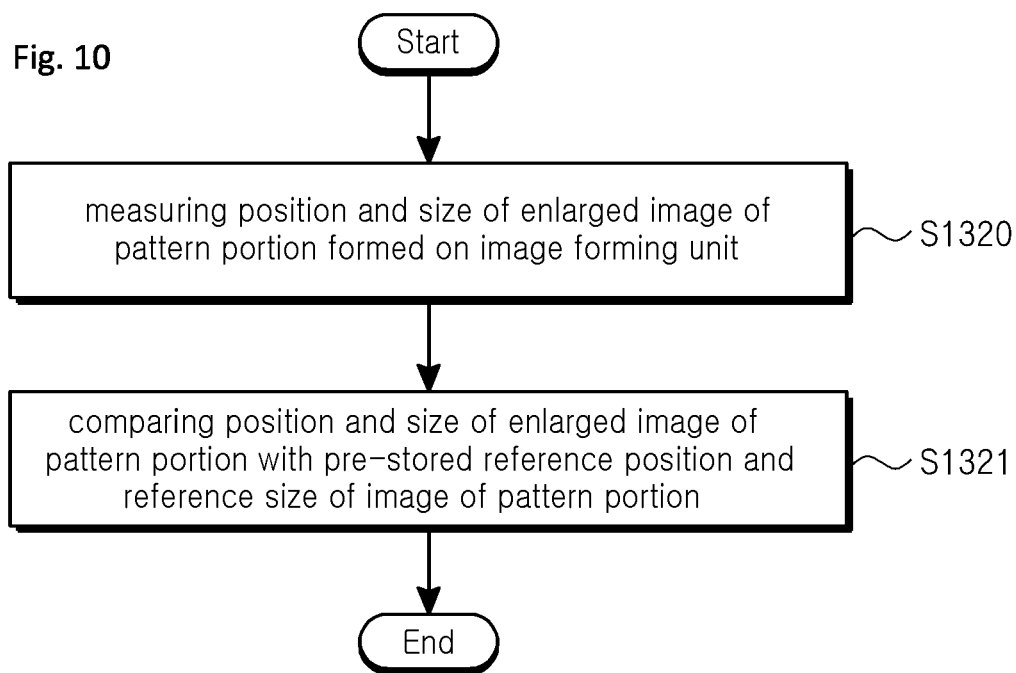 Fig. 10
Start
measuring position and size of enlarged image of
pattern portion formed on image forming unit
S1320
comparing position and size of enlarged image of
pattern portion with pre-stored reference position and
reference size of image of pattern portion
S1321
End